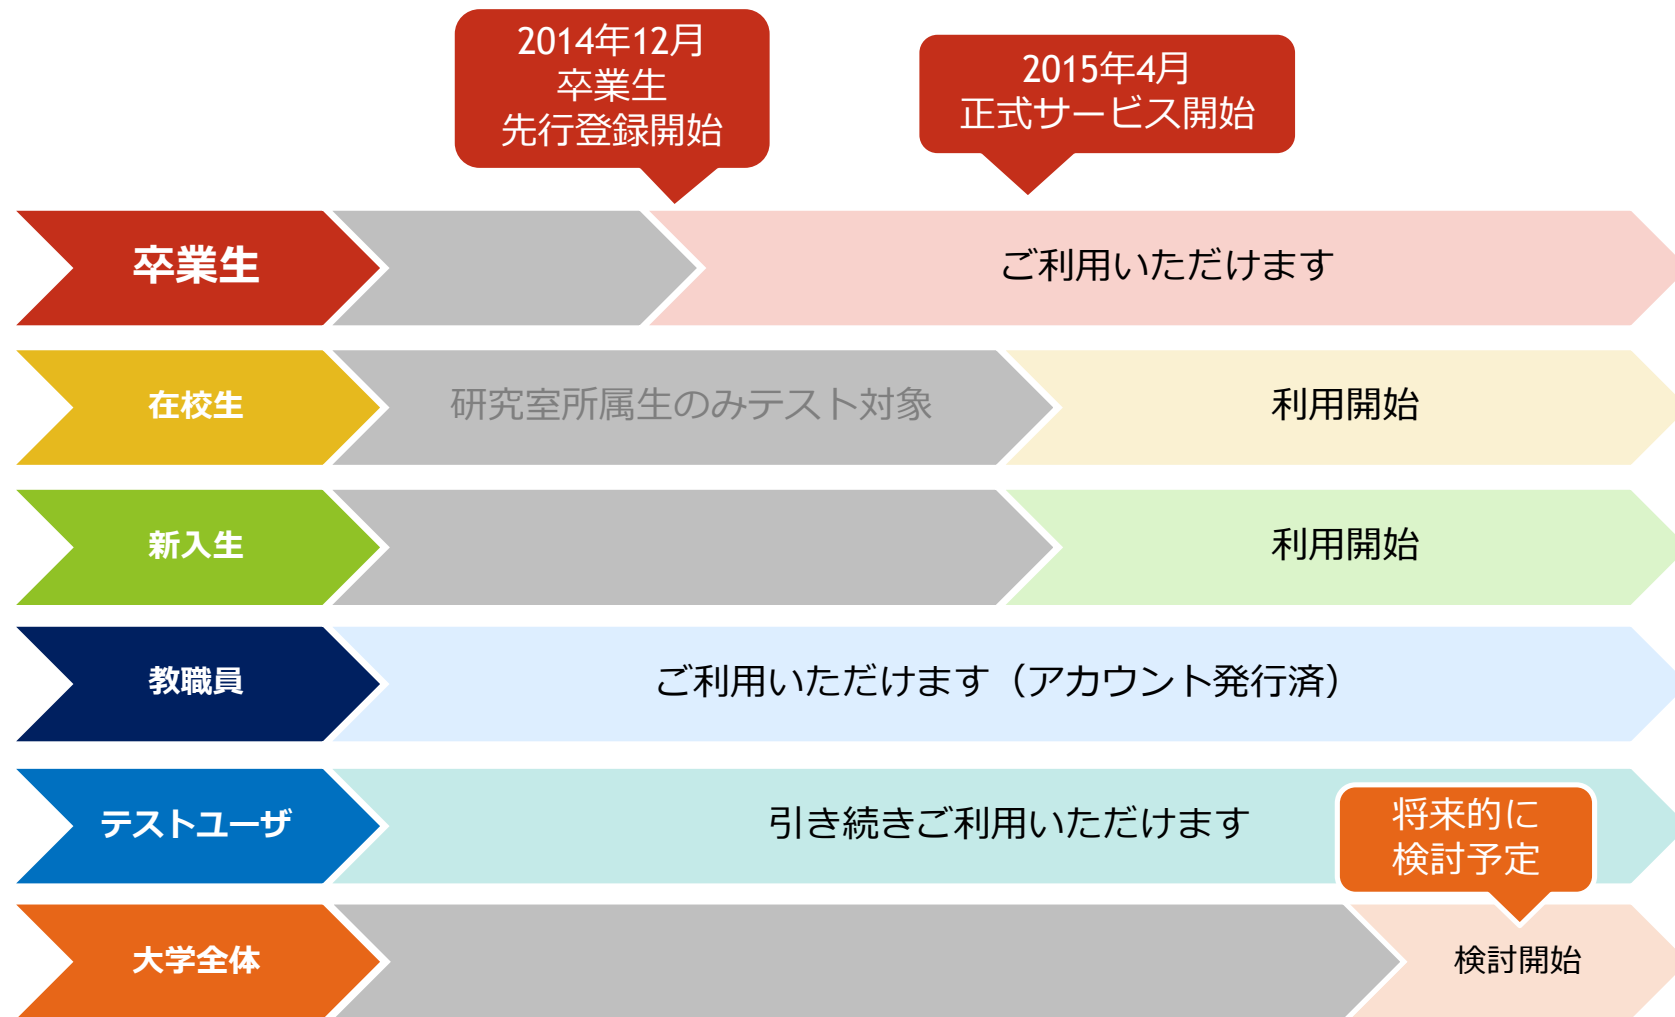 2014年12月
卒業生
先行登録開始
2015年4月
正式サービス開始
卒業生
ご利用いただけます
在校生
研究室所属生のみテスト対象
利用開始
新入生
利用開始
教職員
ご利用いただけます（アカウント発行済）
テストユーザ
引き続きご利用いただけます
将来的に
検討予定
大学全体
検討開始